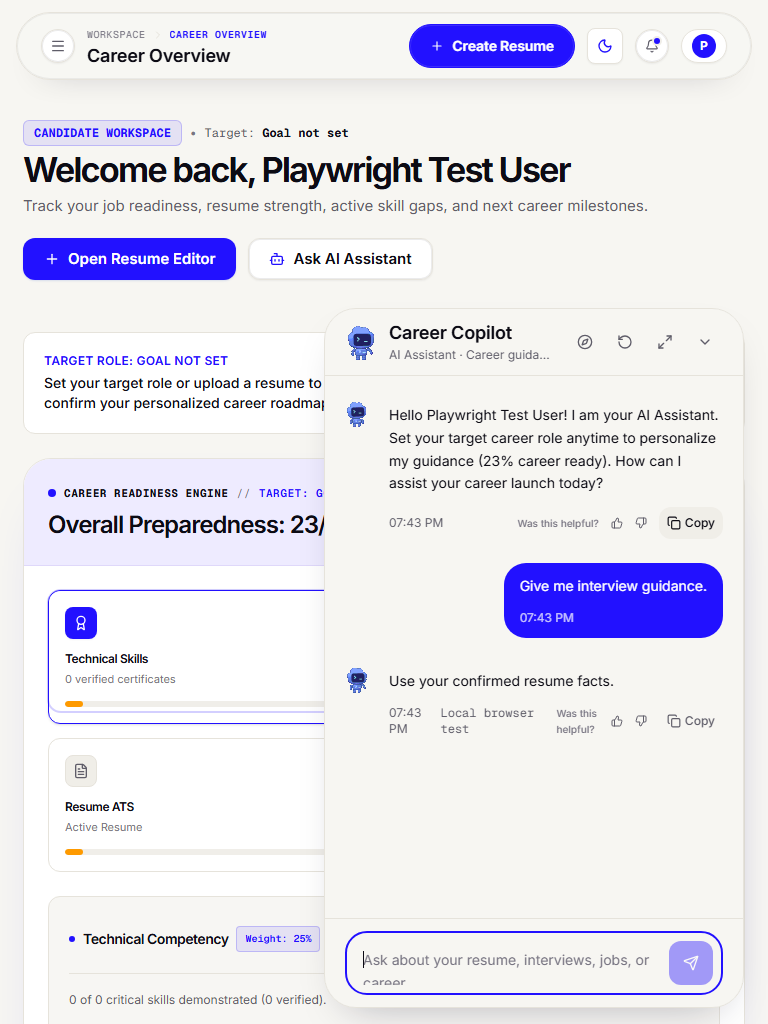 WORKSPACE CAREER OVERVIEW
Career Overview
Create Resume
P
CANDIDATE WORKSPACE • Target: Goal not set
Welcome back, Playwright Test User
Track your job readiness, resume strength, active skill gaps, and next career milestones.
Open Resume Editor
Ask AI Assistant
TARGET ROLE: GOAL NOT SET
Set your target role or upload a resume to
confirm your personalized career roadmap
CAREER READINESS ENGINE // TARGET: G
Overall Preparedness: 23/
Technical Skills
0 verified certificates
Resume ATS
Active Resume
Technical Competency Weight: 25%
0 of 0 critical skills demonstrated (0 verified).
Career Copilot
AI Assistant · Career guida...
Hello Playwright Test User! I am your AI Assistant.
Set your target career role anytime to personalize
my guidance (23% career ready). How can I
assist your career launch today?
07:43 PM Was this helpful? Copy
Give me interview guidance.
07:43 PM
Use your confirmed resume facts.
07:43 PM Local browser test Was this helpful? Copy
Ask about your resume, interviews, jobs, or
career